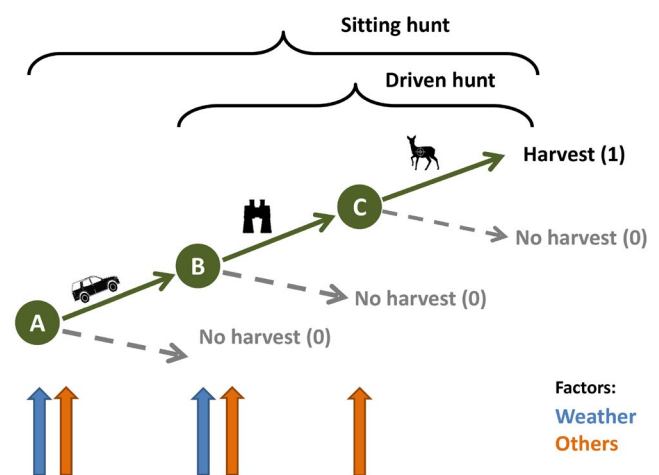 Sitting hunt
Driven hunt
Harvest (1)
C
No harvest (0)
B
No harvest (0)
A
No harvest (0)
Factors:
Weather
Others